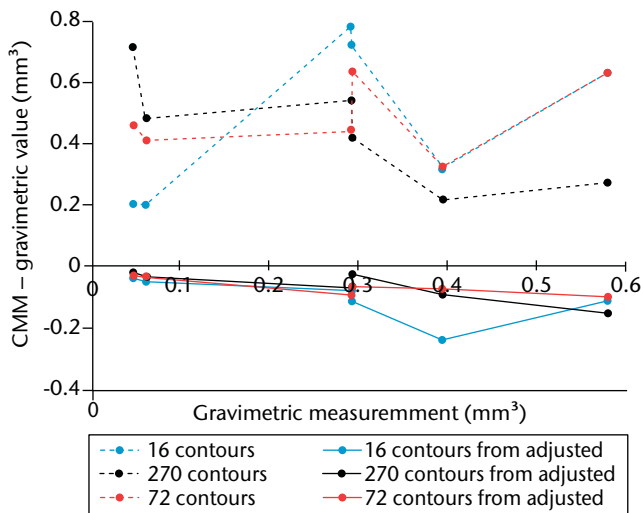 CMM – gravimetric value (mm³)
0.8
0.6
0.4
0.2
0
-0.2
-0.4
0.1 0.2 0.3 0.4 0.5 0.6
0
Gravimetric measuremment (mm³)
16 contours 16 contours from adjusted
270 contours 270 contours from adjusted
72 contours 72 contours from adjusted